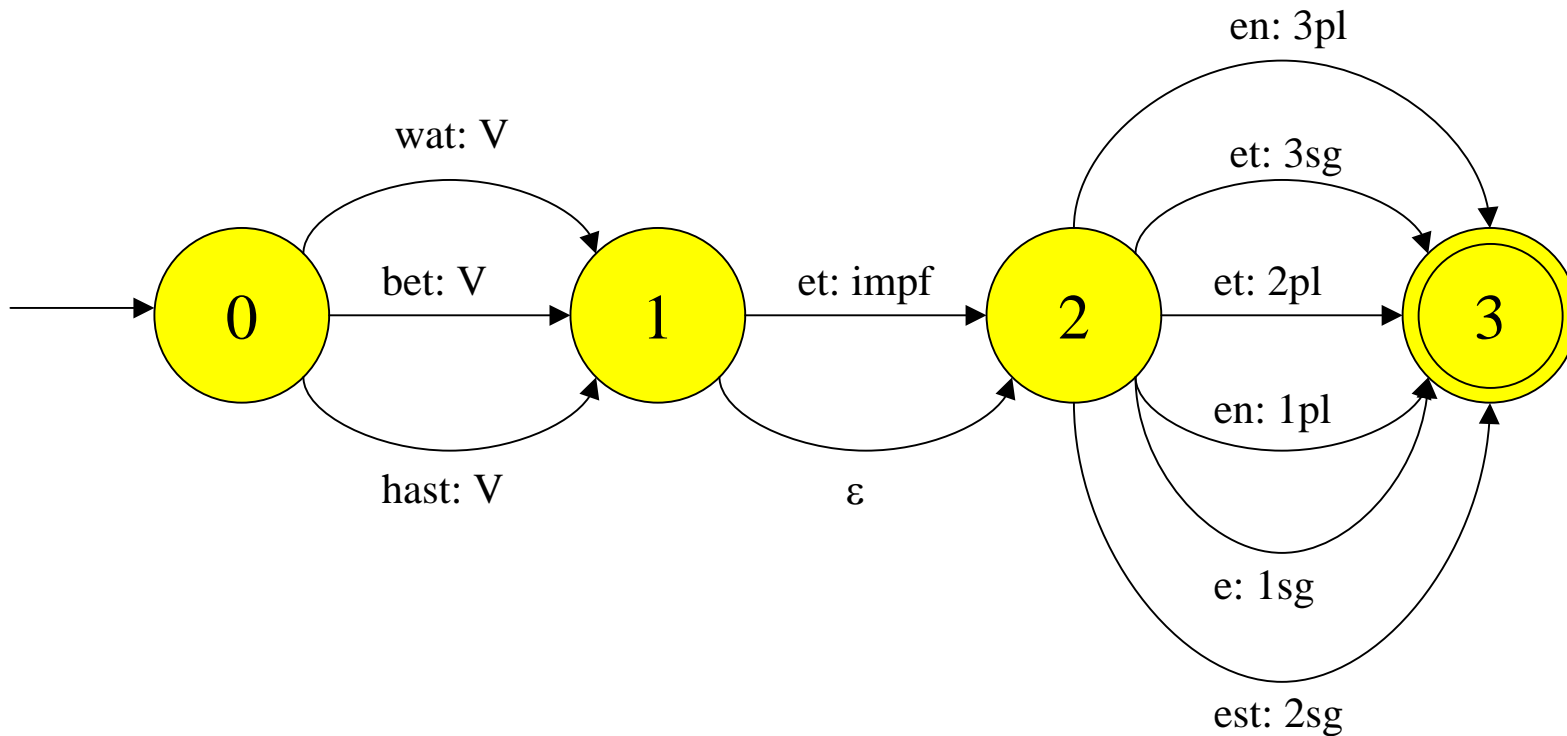 en: 3pl
wat: V
et: 3sg
bet: V
et: impf
et: 2pl
0
1
2
3
en: 1pl
hast: V
ε
e: 1sg
est: 2sg